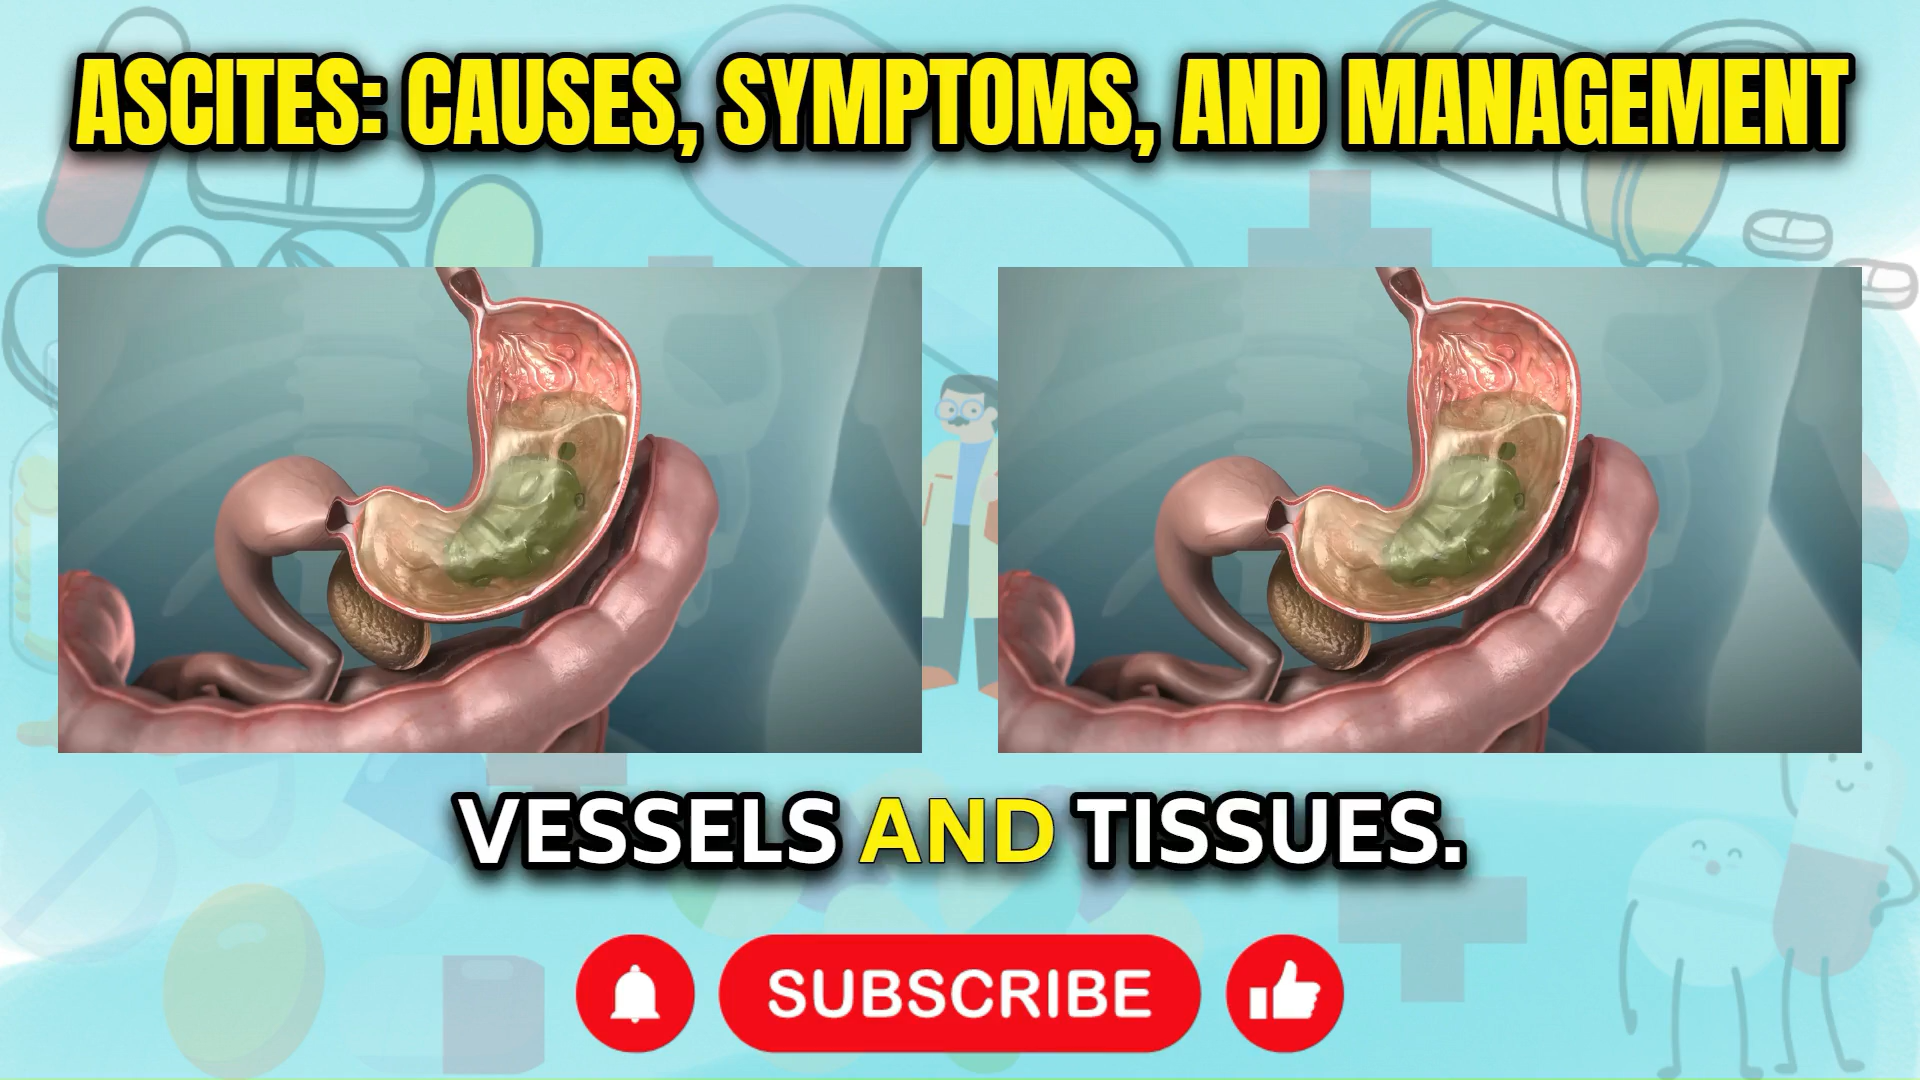 ASCITES: CAUSES, SYMPTOMS, AND MANAGEMENT
VESSELS AND TISSUES.
SUBSCRIBE